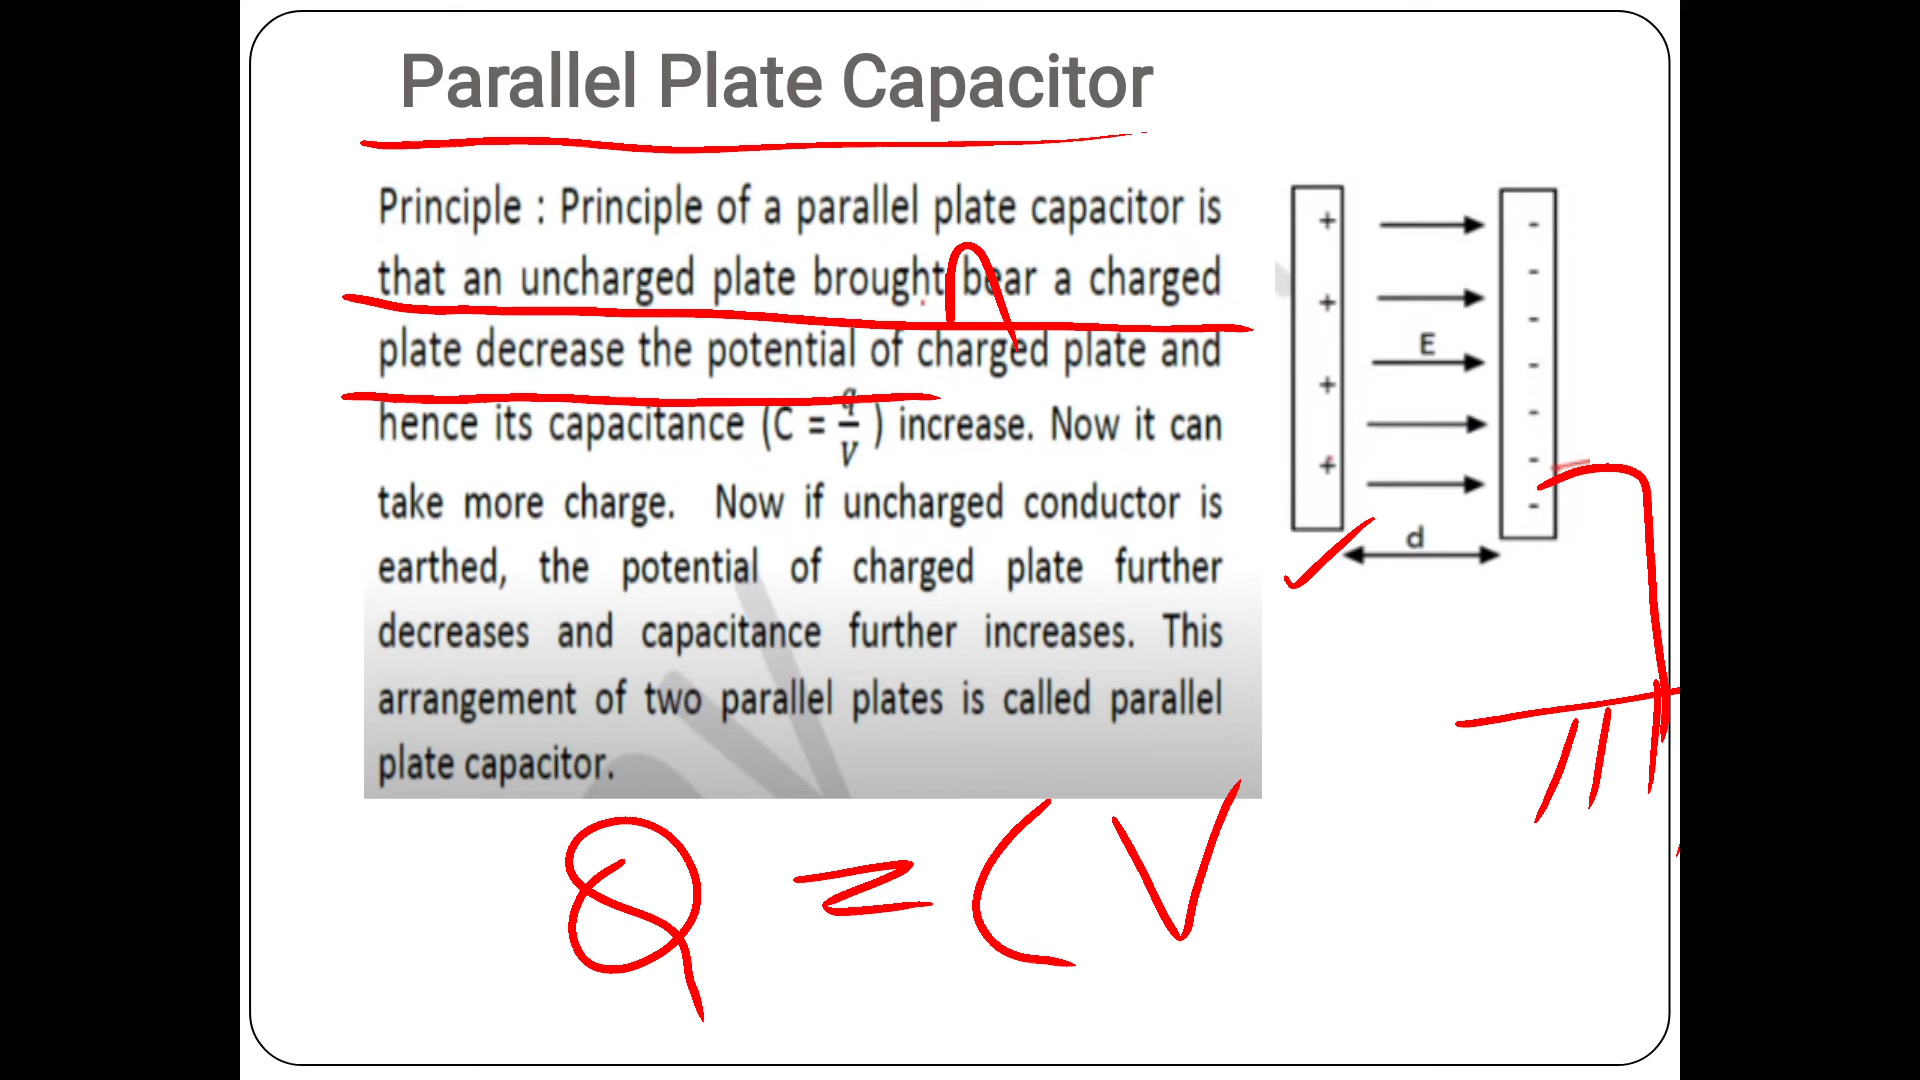 Parallel Plate Capacitor
Principle : Principle of a parallel plate capacitor is
that an uncharged plate brought bear a charged
plate decrease the potential of charged plate and
hence its capacitance (C = q/V ) increase. Now it can
take more charge. Now if uncharged conductor is
earthed, the potential of charged plate further
decreases and capacitance further increases. This
arrangement of two parallel plates is called parallel
plate capacitor.
+ -
-
+ -
E
+ -
-
+ -
-
d
Q = CV